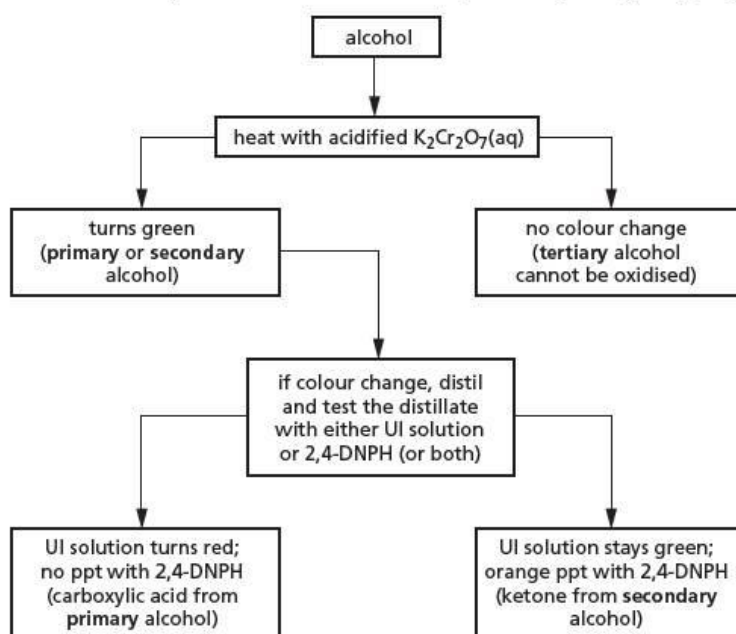 alcohol
heat with acidified K₂Cr₂O₇(aq)
turns green
(primary or secondary
alcohol)
no colour change
(tertiary alcohol
cannot be oxidised)
if colour change, distil
and test the distillate
with either UI solution
or 2,4-DNPH (or both)
UI solution turns red;
no ppt with 2,4-DNPH
(carboxylic acid from
primary alcohol)
UI solution stays green;
orange ppt with 2,4-DNPH
(ketone from secondary
alcohol)